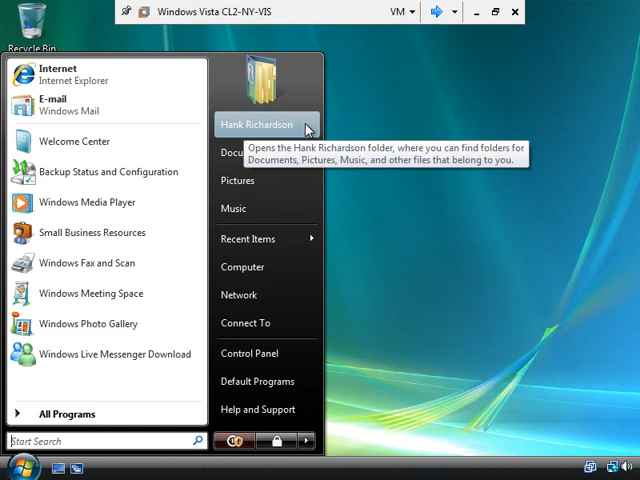 Windows Vista CL2-NY-VIS
VM
Recycle Bin
Internet
Internet Explorer
E-mail
Windows Mail
Welcome Center
Backup Status and Configuration
Windows Media Player
Small Business Resources
Windows Fax and Scan
Windows Meeting Space
Windows Photo Gallery
Windows Live Messenger Download
All Programs
Start Search
Hank Richardson
Opens the Hank Richardson folder, where you can find folders for
Documents, Pictures, Music, and other files that belong to you.
Docu
Pictures
Music
Recent Items
Computer
Network
Connect To
Control Panel
Default Programs
Help and Support